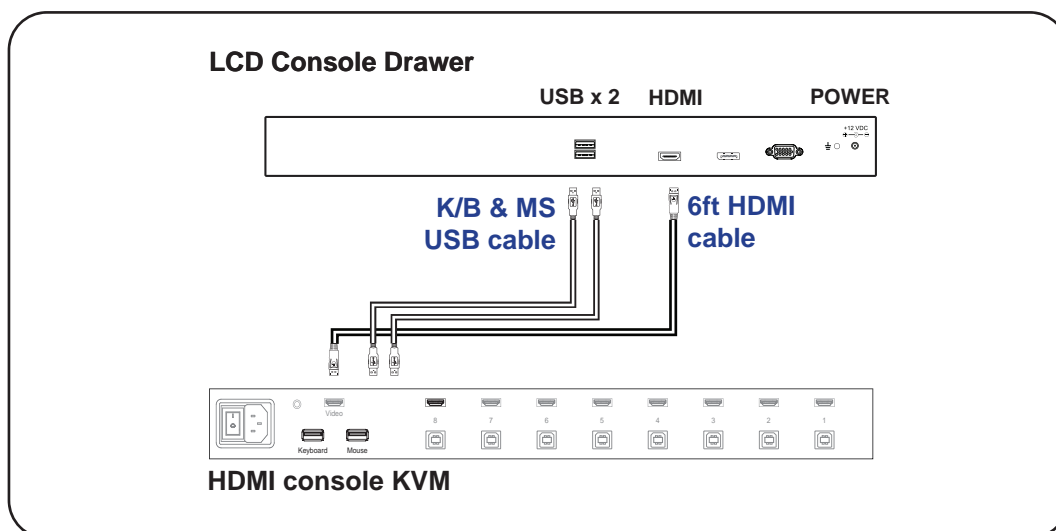 LCD Console Drawer
USB x 2 HDMI POWER
+12 VDC
K/B & MS
USB cable
6ft HDMI
cable
Video
8 7 6 5 4 3 2 1
Keyboard Mouse
HDMI console KVM